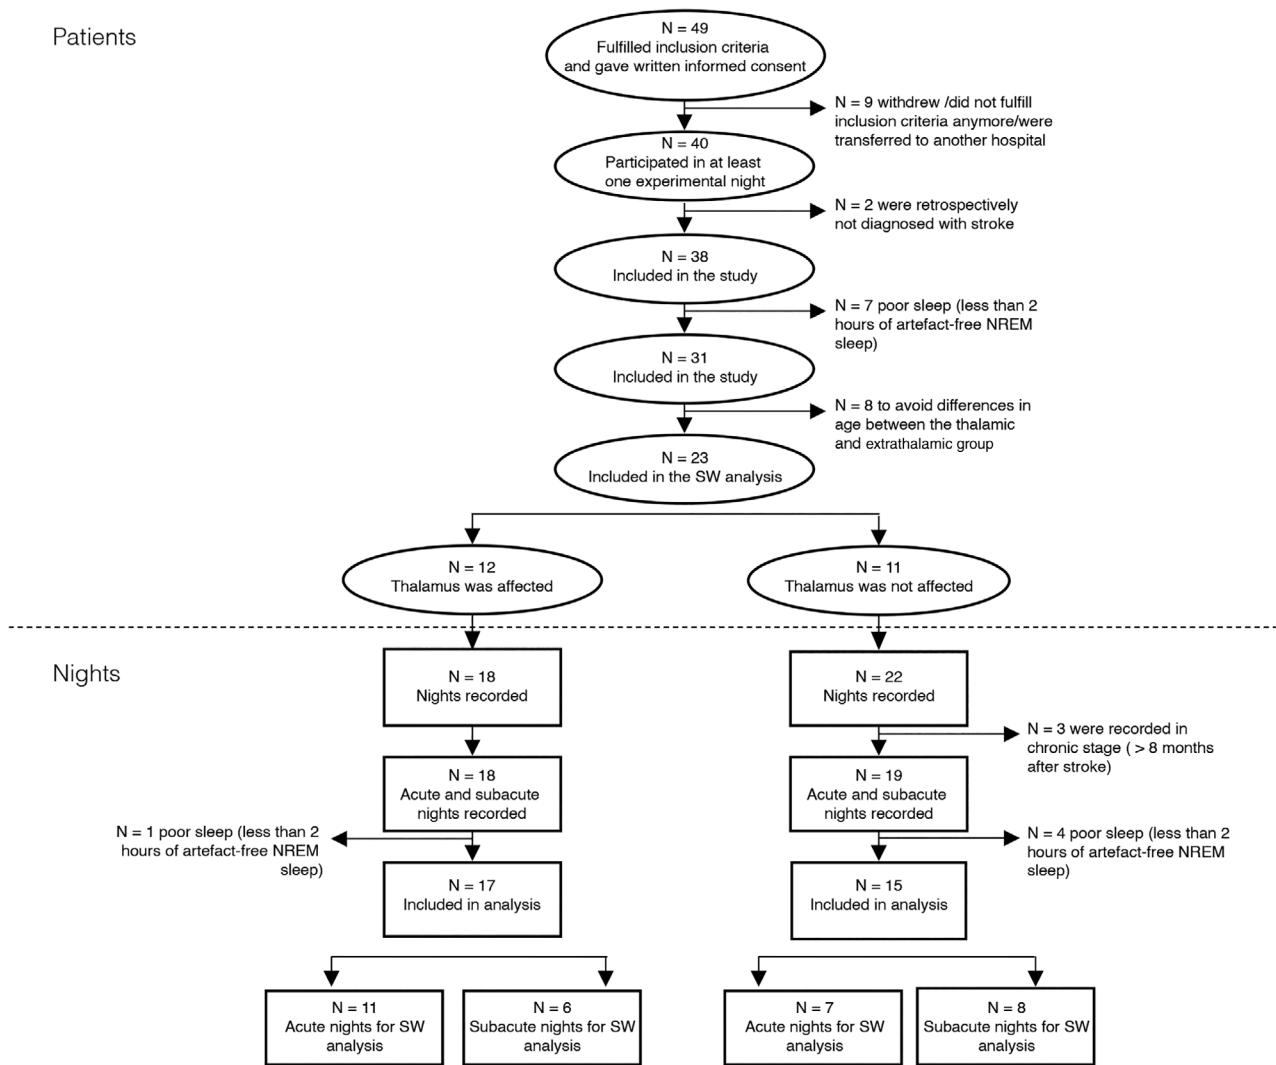 Patients
N = 49
Fulfilled inclusion criteria
and gave written informed consent
N = 9 withdrew /did not fulfill
inclusion criteria anymore/were
transferred to another hospital
N = 40
Participated in at least
one experimental night
N = 2 were retrospectively
not diagnosed with stroke
N = 38
Included in the study
N = 7 poor sleep (less than 2
hours of artefact-free NREM
sleep)
N = 31
Included in the study
N = 8 to avoid differences in
age between the thalamic
and extrathalamic group
N = 23
Included in the SW analysis
N = 12
Thalamus was affected
N = 11
Thalamus was not affected
Nights
N = 18
Nights recorded
N = 22
Nights recorded
N = 3 were recorded in
chronic stage ( > 8 months
after stroke)
N = 18
Acute and subacute
nights recorded
N = 19
Acute and subacute
nights recorded
N = 1 poor sleep (less than 2
hours of artefact-free NREM
sleep)
N = 4 poor sleep (less than 2
hours of artefact-free NREM
sleep)
N = 17
Included in analysis
N = 15
Included in analysis
N = 11
Acute nights for SW
analysis
N = 6
Subacute nights for SW
analysis
N = 7
Acute nights for SW
analysis
N = 8
Subacute nights for SW
analysis